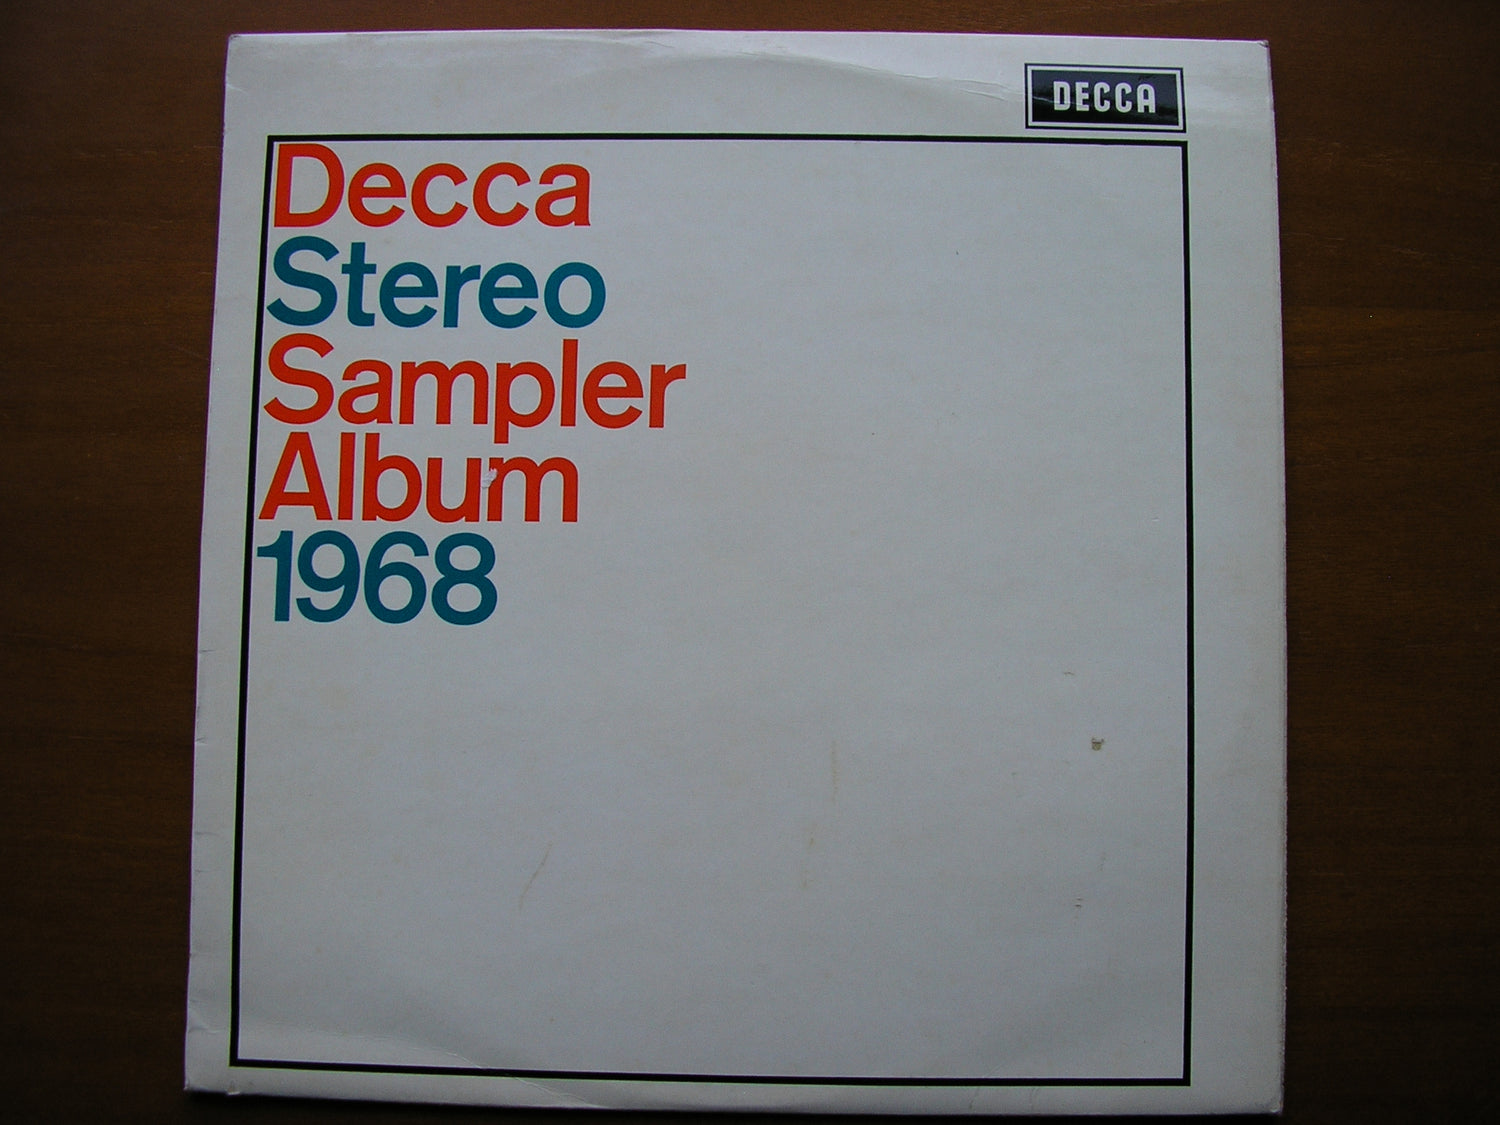 DECCA
Decca
Stereo
Sampler
Album
1968